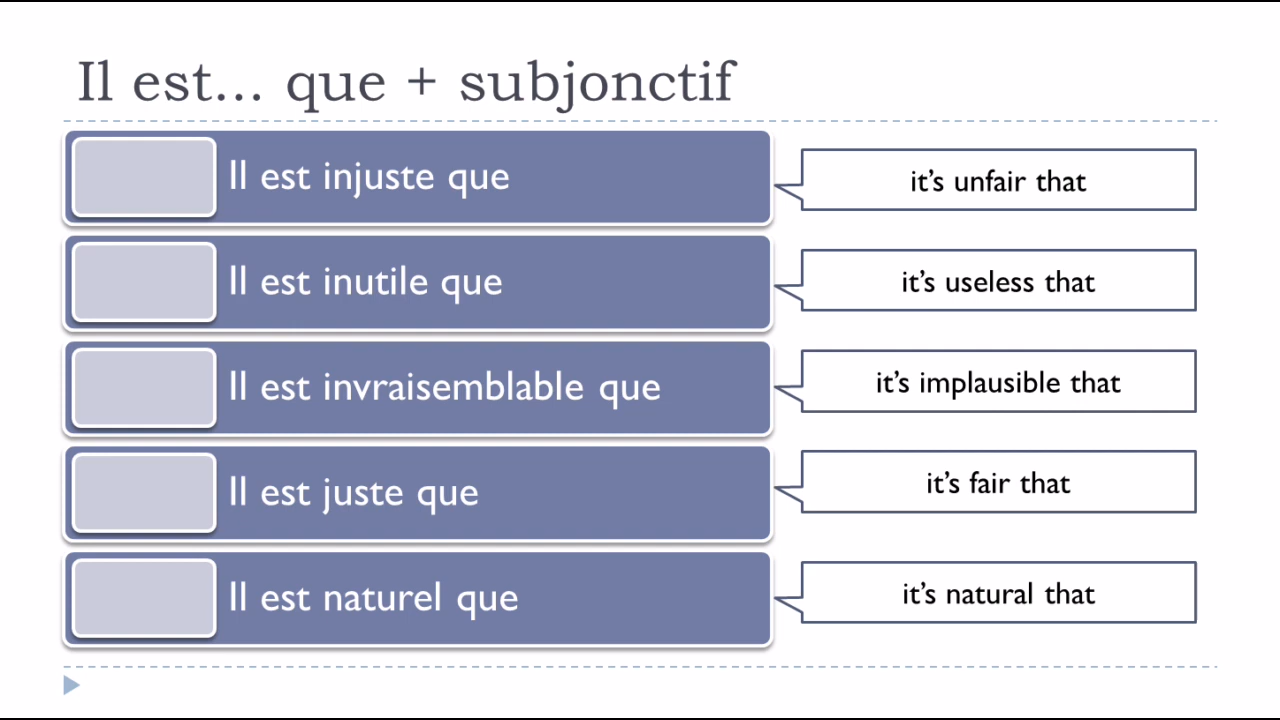 Il est... que + subjonctif
Il est injuste que
it's unfair that
Il est inutile que
it's useless that
Il est invraisemblable que
it's implausible that
Il est juste que
it's fair that
Il est naturel que
it's natural that